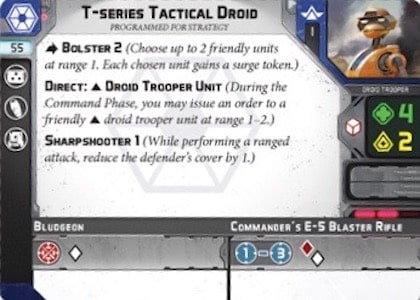 T-series Tactical Droid
PROGRAMMED FOR STRATEGY
55
Bolster 2 (Choose up to 2 friendly units
at range 1. Each chosen unit gains a surge token.)
Direct: Droid Trooper Unit (During the
Command Phase, you may issue an order to a
friendly droid trooper unit at range 1–2.)
Sharpshooter 1 (While performing a ranged
attack, reduce the defender's cover by 1.)
DROID TROOPER
4
2
Bludgeon
Commander's E-5 Blaster Rifle
1 – 3